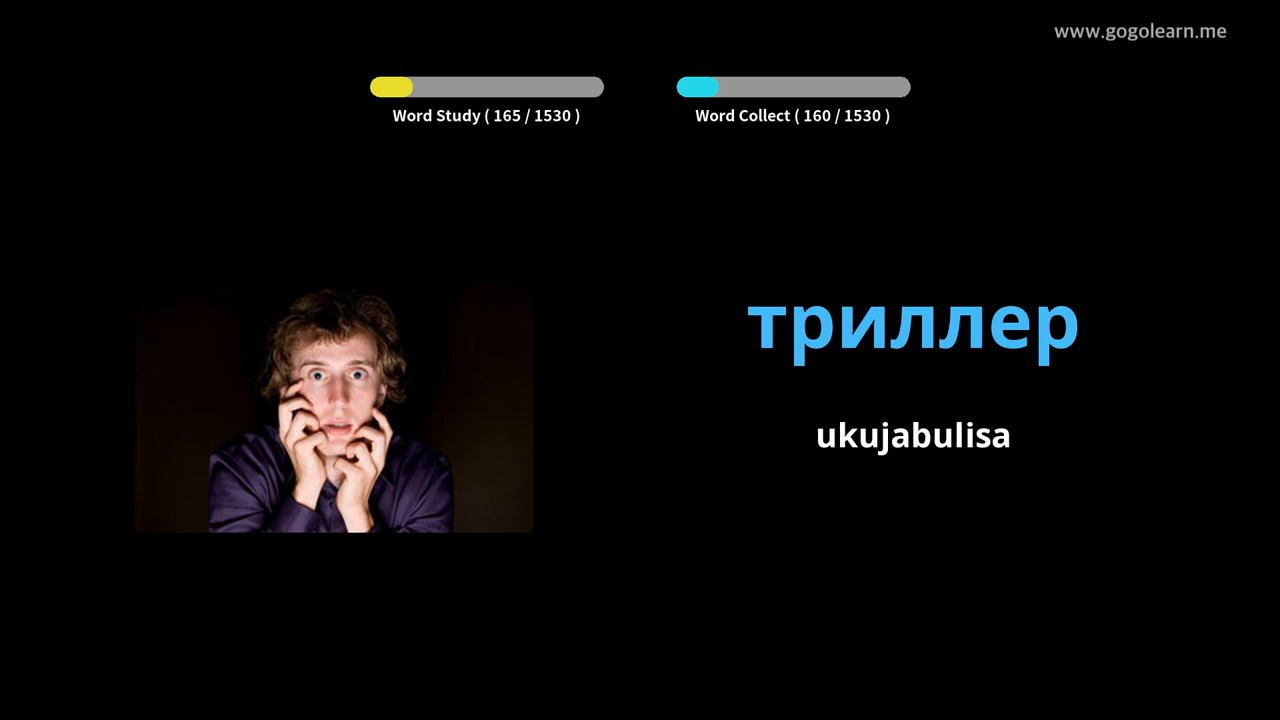 www.gogolearn.me
Word Study ( 165 / 1530 )
Word Collect ( 160 / 1530 )
триллер
ukujabulisa